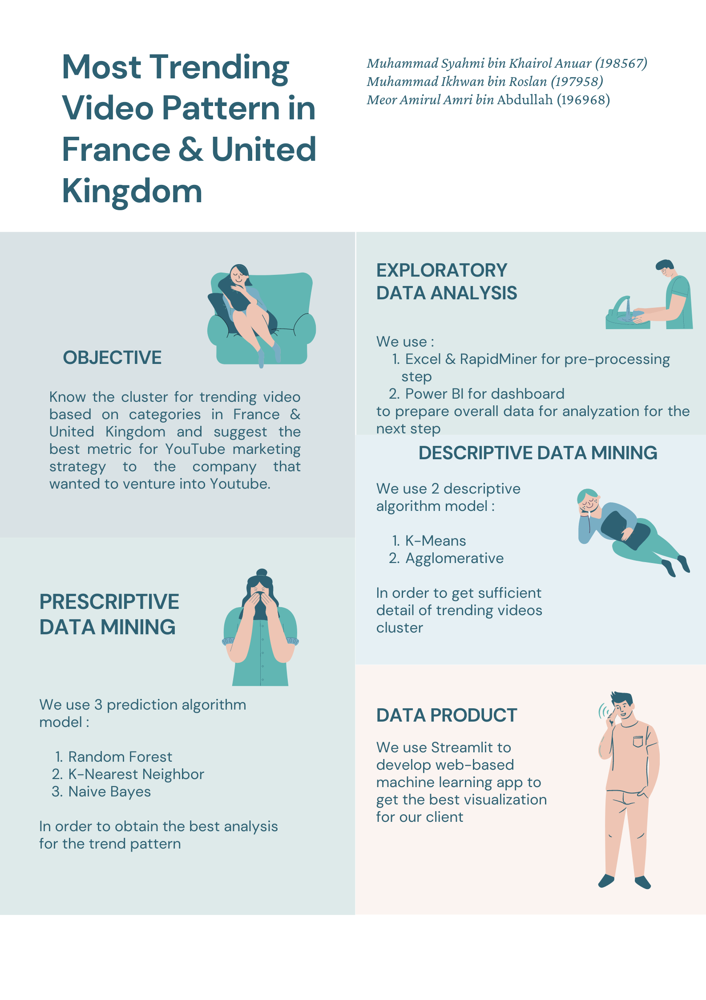 Most Trending
Video Pattern in
France & United
Kingdom
Muhammad Syahmi bin Khairol Anuar (198567)
Muhammad Ikhwan bin Roslan (197958)
Meor Amirul Amri bin Abdullah (196968)
OBJECTIVE
Know the cluster for trending video
based on categories in France &
United Kingdom and suggest the
best metric for YouTube marketing
strategy to the company that
wanted to venture into Youtube.
EXPLORATORY
DATA ANALYSIS
We use :
1. Excel & RapidMiner for pre-processing
step
2. Power BI for dashboard
to prepare overall data for analyzation for the
next step
DESCRIPTIVE DATA MINING
We use 2 descriptive
algorithm model :
1. K-Means
2. Agglomerative
In order to get sufficient
detail of trending videos
cluster
PRESCRIPTIVE
DATA MINING
We use 3 prediction algorithm
model :
1. Random Forest
2. K-Nearest Neighbor
3. Naive Bayes
In order to obtain the best analysis
for the trend pattern
DATA PRODUCT
We use Streamlit to
develop web-based
machine learning app to
get the best visualization
for our client